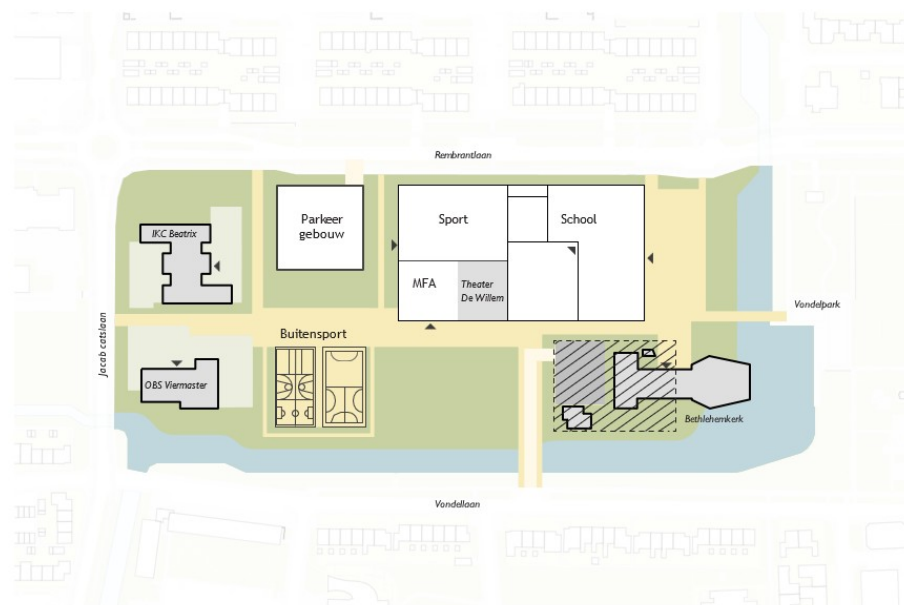 Rembrantlaan
Parkeer
gebouw
Sport
School
IKC Beatrix
MFA
Theater
De Willem
Vondelpark
Buitensport
Jacob catslaan
OBS Viermaster
Bethlehemkerk
Vondellaan